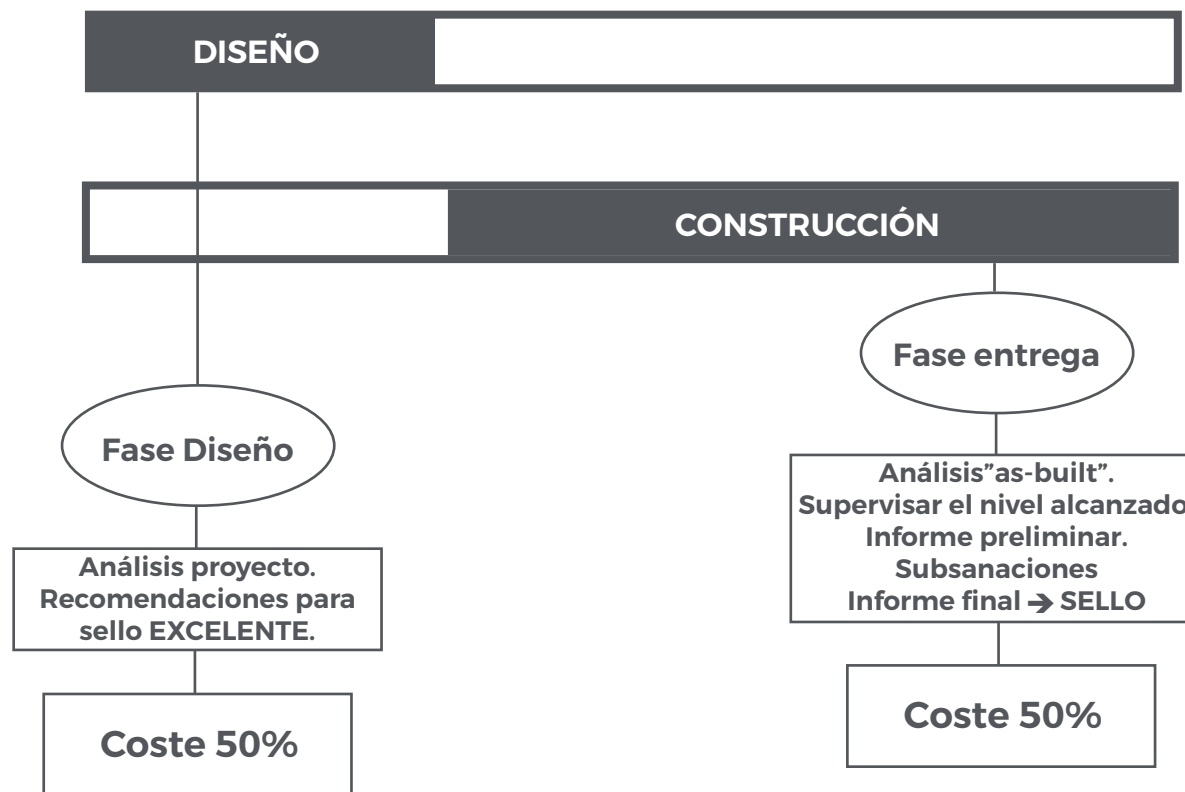 DISEÑO
CONSTRUCCIÓN
Fase entrega
Fase Diseño
Análisis”as-built”.
Supervisar el nivel alcanzado
Informe preliminar.
Subsanaciones
Informe final → SELLO
Análisis proyecto.
Recomendaciones para
sello EXCELENTE.
Coste 50%
Coste 50%